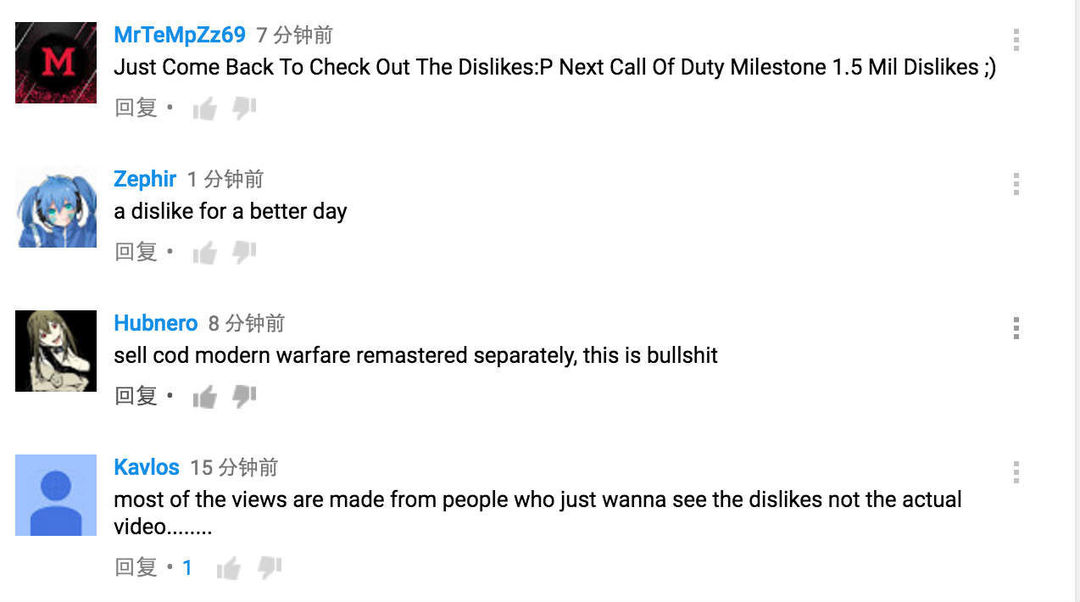 M
MrTeMpZz69 7 分钟前
Just Come Back To Check Out The Dislikes:P Next Call Of Duty Milestone 1.5 Mil Dislikes ;)
回复 •
Zephir 1 分钟前
a dislike for a better day
回复 •
Hubnero 8 分钟前
sell cod modern warfare remastered separately, this is bullshit
回复 •
Kavlos 15 分钟前
most of the views are made from people who just wanna see the dislikes not the actual
video........
回复 • 1